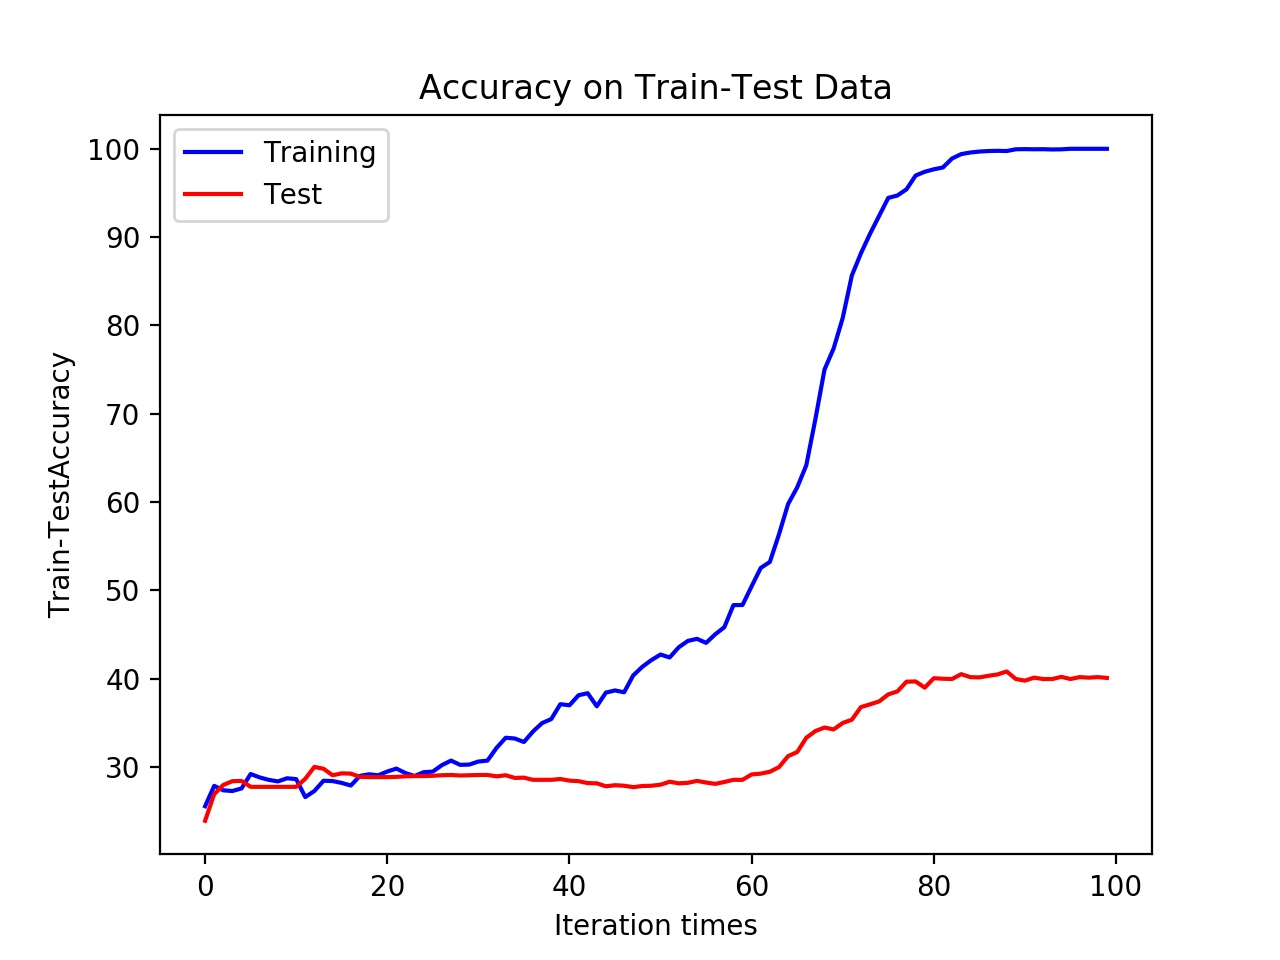 Accuracy on Train-Test Data
Training
Test
Train-TestAccuracy
100
90
80
70
60
50
40
30
0 20 40 60 80 100
Iteration times